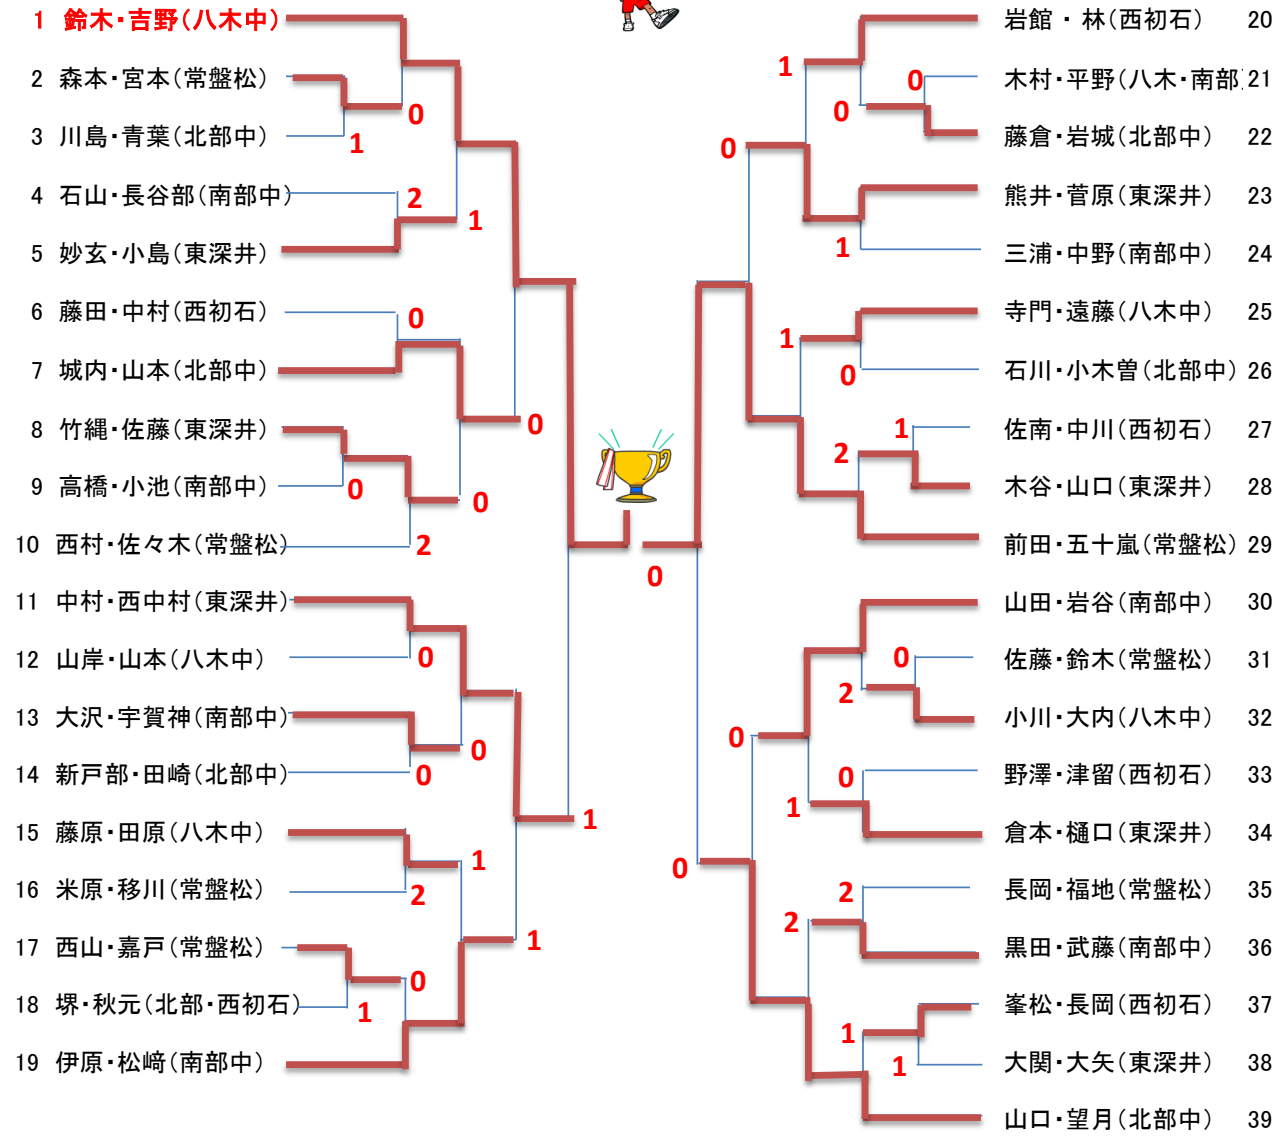 1 鈴木・吉野(八木中)
2 森本・宮本(常盤松)
0
3 川島・青葉(北部中)
1
4 石山・長谷部(南部中)
2
1
5 妙玄・小島(東深井)
6 藤田・中村(西初石)
0
7 城内・山本(北部中)
0
8 竹縄・佐藤(東深井)
9 高橋・小池(南部中)
0
0
10 西村・佐々木(常盤松)
2
11 中村・西中村(東深井)
12 山岸・山本(八木中)
0
13 大沢・宇賀神(南部中)
0
14 新戸部・田崎(北部中)
0
1
15 藤原・田原(八木中)
1
16 米原・移川(常盤松)
2
1
17 西山・嘉戸(常盤松)
0
18 堺・秋元(北部・西初石)
1
19 伊原・松﨑(南部中)
0
岩館・林(西初石) 20
1
木村・平野(八木・南部 21
0
0
藤倉・岩城(北部中) 22
0
熊井・菅原(東深井) 23
三浦・中野(南部中) 24
1
寺門・遠藤(八木中) 25
1
石川・小木曽(北部中) 26
0
佐南・中川(西初石) 27
1
2
木谷・山口(東深井) 28
前田・五十嵐(常盤松) 29
山田・岩谷(南部中) 30
佐藤・鈴木(常盤松) 31
0
2
小川・大内(八木中) 32
0
野澤・津留(西初石) 33
0
1
倉本・樋口(東深井) 34
0
長岡・福地(常盤松) 35
2
2
黒田・武藤(南部中) 36
峯松・長岡(西初石) 37
1
大関・大矢(東深井) 38
1
山口・望月(北部中) 39